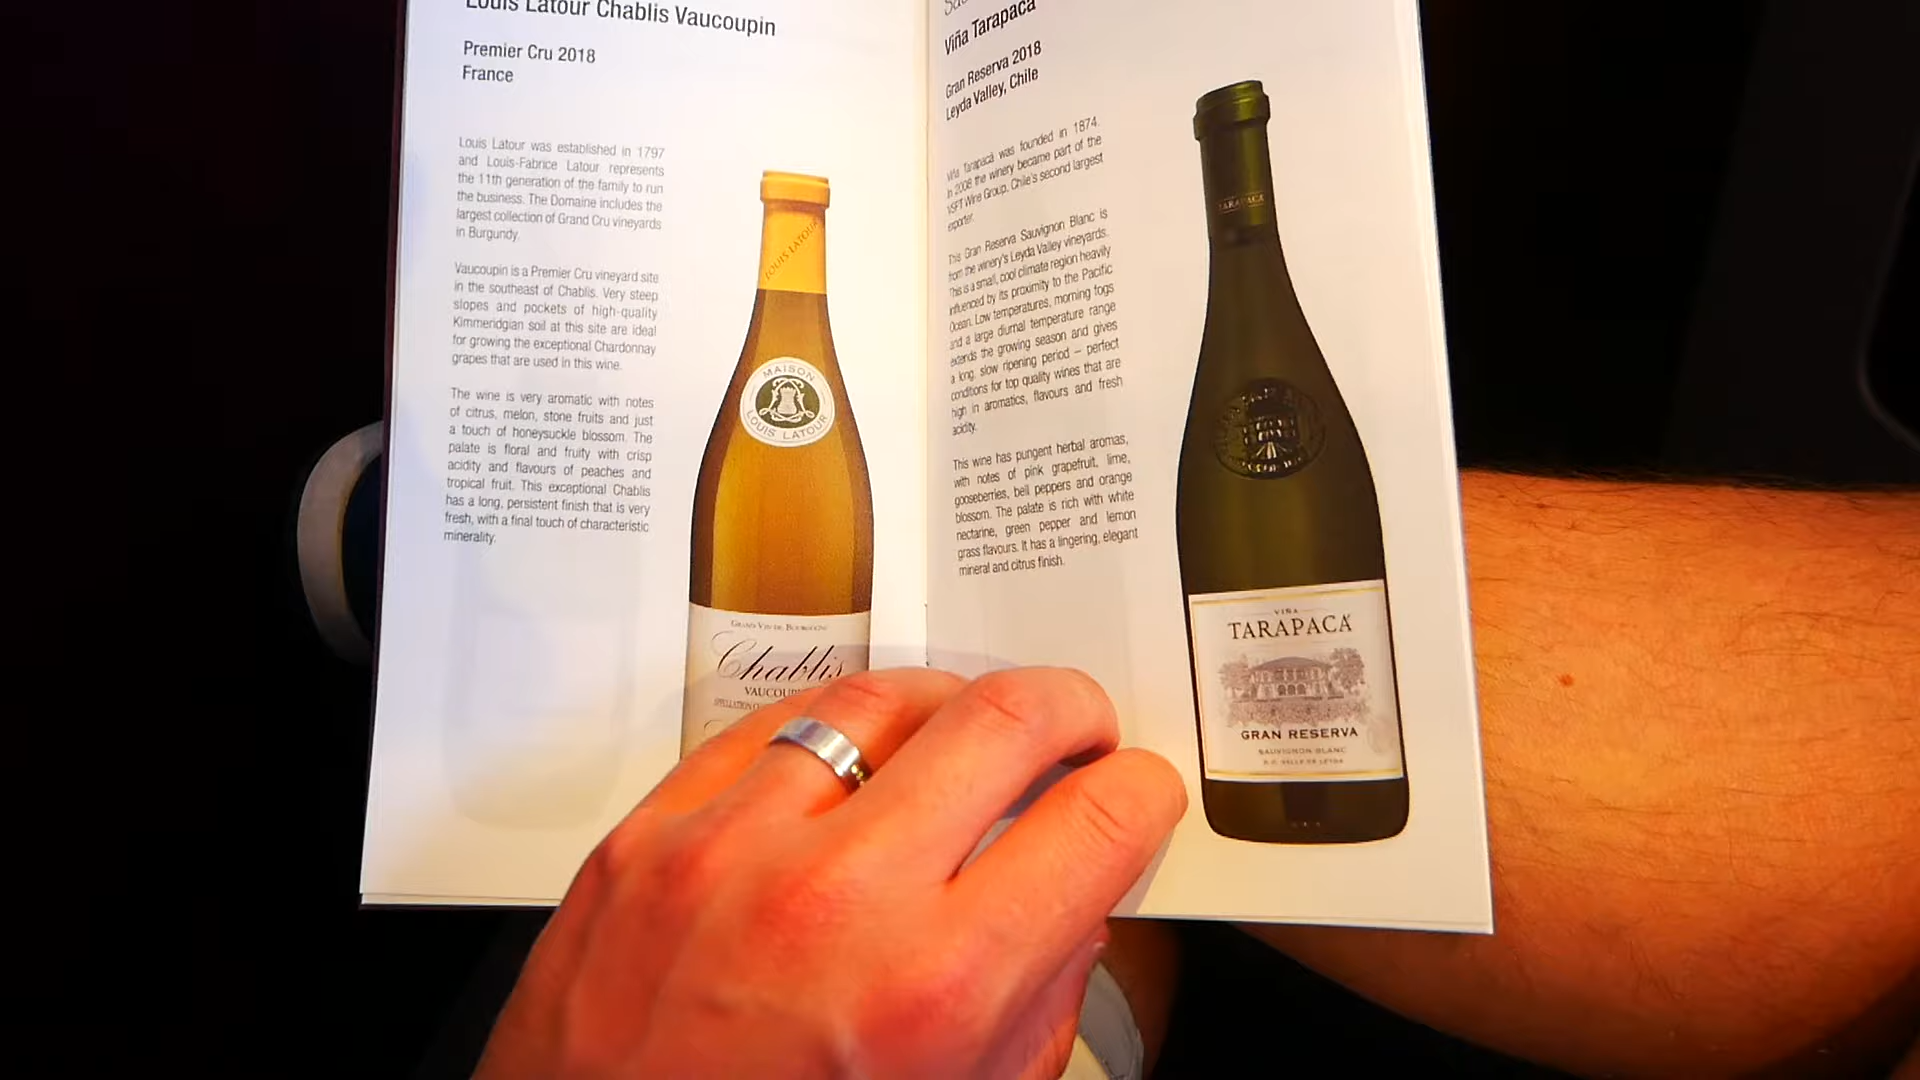 Louis Latour Chablis Vaucoupin
Premier Cru 2018
France
Louis Latour was established in 1797
and Louis-Fabrice Latour represents
the 11th generation of the family to run
the business. The Domaine includes the
largest collection of Grand Cru vineyards
in Burgundy.
Vaucoupin is a Premier Cru vineyard site
in the southeast of Chablis. Very steep
slopes and pockets of high-quality
Kimmeridgian soil at this site are ideal
for growing the exceptional Chardonnay
grapes that are used in this wine.
The wine is very aromatic with notes
of citrus, melon, stone fruits and just
a touch of honeysuckle blossom. The
palate is floral and fruity with crisp
acidity and flavours of peaches and
tropical fruit. This exceptional Chablis
has a long, persistent finish that is very
fresh, with a final touch of characteristic
minerality.
LOUIS LATOUR
MAISON
LOUIS LATOUR
GRAND VIN DE BOURGOGNE
Chablis
VAUCOUP
Viña Tarapacá
Gran Reserva 2018
Leyda Valley, Chile
Viña Tarapacá was founded in 1874.
In 2008 the winery became part of the
VSPT Wine Group, Chile's second largest
exporter.
This Gran Reserva Sauvignon Blanc is
from the winery's Leyda Valley vineyards.
This is a small, cool climate region heavily
influenced by its proximity to the Pacific
Ocean. Low temperatures, morning fogs
and a large diurnal temperature range
extends the growing season and gives
a long, slow ripening period – perfect
conditions for top quality wines that are
high in aromatics, flavours and fresh
acidity.
This wine has pungent herbal aromas,
with notes of pink grapefruit, lime,
gooseberries, bell peppers and orange
blossom. The palate is rich with white
nectarine, green pepper and lemon
grass flavours. It has a lingering, elegant
mineral and citrus finish.
TARAPACÁ
VIÑA
TARAPACÁ
GRAN RESERVA
SAUVIGNON BLANC
D.O. VALLE DE LEYDA